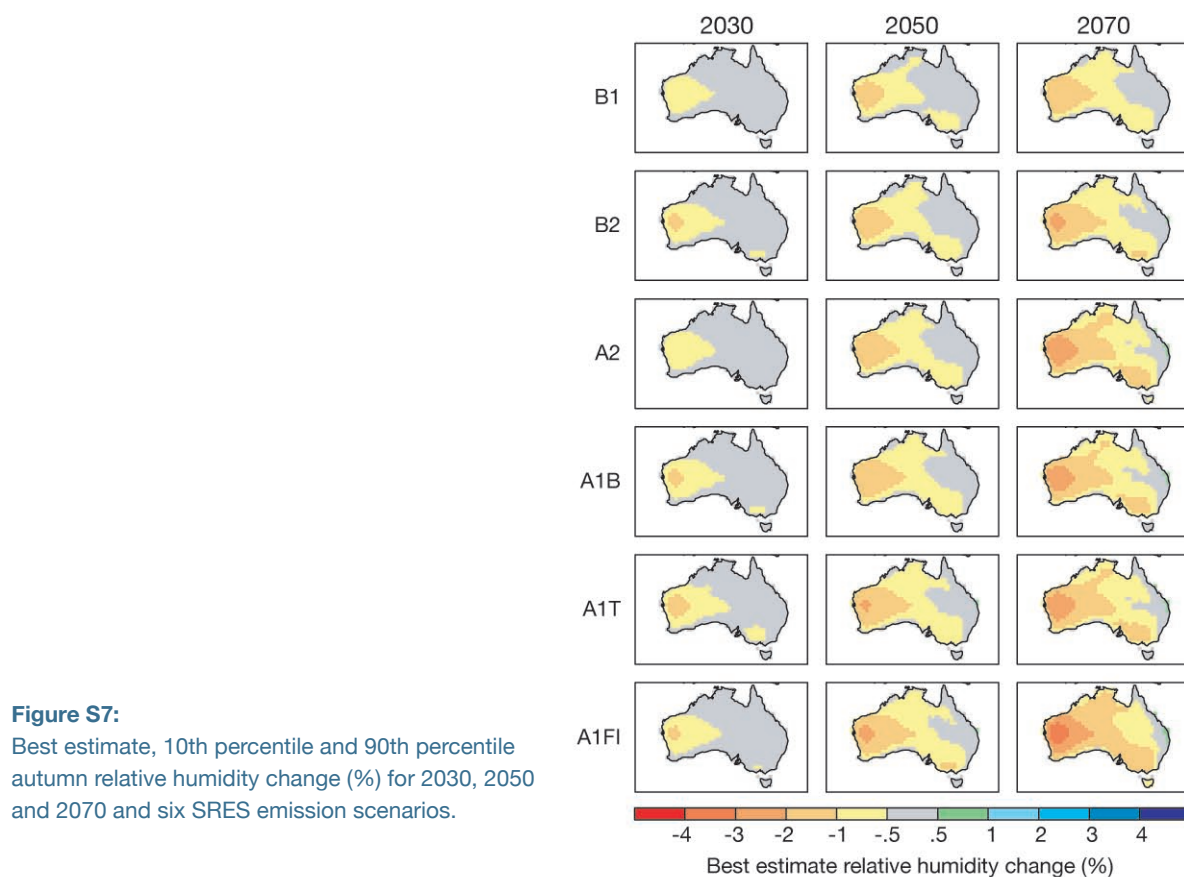 2030 2050 2070
B1
B2
A2
A1B
A1T
A1FI
Figure S7:
Best estimate, 10th percentile and 90th percentile
autumn relative humidity change (%) for 2030, 2050
and 2070 and six SRES emission scenarios.
-4 -3 -2 -1 -.5 .5 1 2 3 4
Best estimate relative humidity change (%)